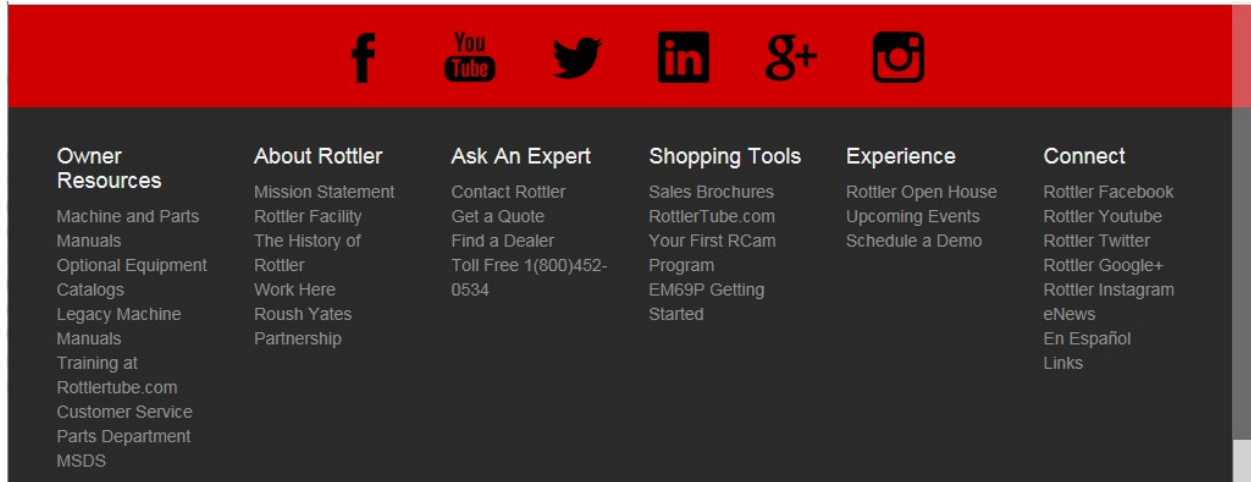 f
You
Tube
in
g+
Owner
Resources
Machine and Parts
Manuals
Optional Equipment
Catalogs
Legacy Machine
Manuals
Training at
Rottlertube.com
Customer Service
Parts Department
MSDS
About Rottler
Mission Statement
Rottler Facility
The History of
Rottler
Work Here
Roush Yates
Partnership
Ask An Expert
Contact Rottler
Get a Quote
Find a Dealer
Toll Free 1(800)452-
0534
Shopping Tools
Sales Brochures
RottlerTube.com
Your First RCam
Program
EM69P Getting
Started
Experience
Rottler Open House
Upcoming Events
Schedule a Demo
Connect
Rottler Facebook
Rottler Youtube
Rottler Twitter
Rottler Google+
Rottler Instagram
eNews
En Español
Links